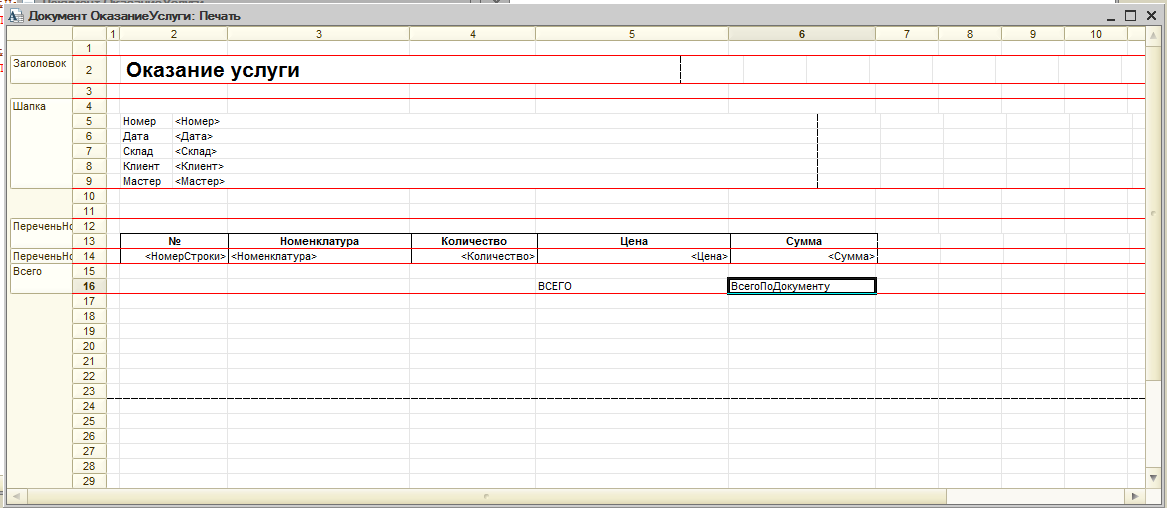 Документ ОказаниеУслуги: Печать
1 2 3 4 5 6 7 8 9 10
1
Заголовок 2 Оказание услуги
3
Шапка 4
5 Номер <Номер>
6 Дата <Дата>
7 Склад <Склад>
8 Клиент <Клиент>
9 Мастер <Мастер>
10
11
ПереченьНо 12
13 № Номенклатура Количество Цена Сумма
ПереченьНо 14 <НомерСтроки> <Номенклатура> <Количество> <Цена> <Сумма>
Всего 15
16 ВСЕГО ВсегоПоДокументу
17
18
19
20
21
22
23
24
25
26
27
28
29